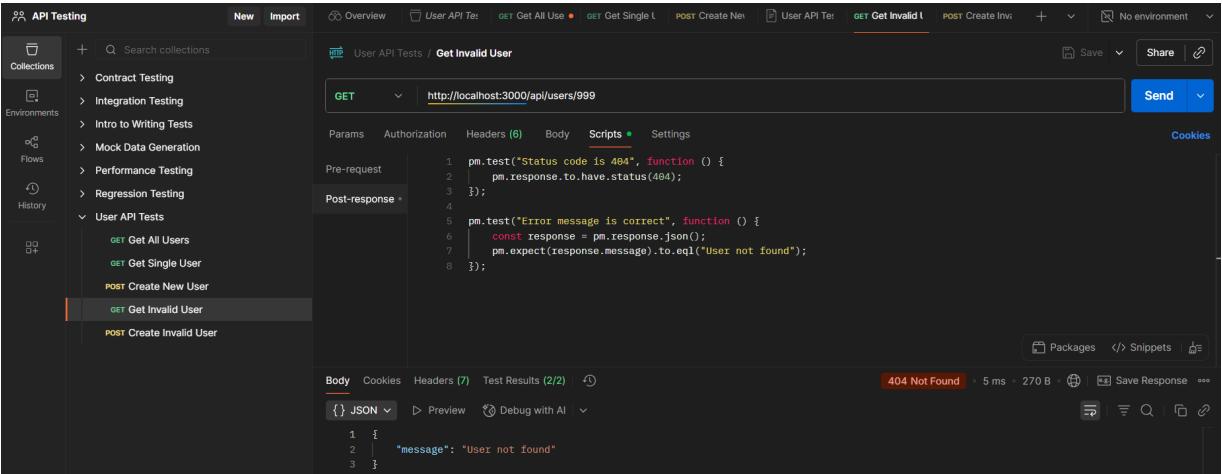 API Testing
New Import
Overview
User API Tes
GET Get All Use
GET Get Single U
POST Create Nev
User API Tes
GET Get Invalid U
POST Create Inva
No environment
Collections
Environments
Flows
History
Search collections
Contract Testing
Integration Testing
Intro to Writing Tests
Mock Data Generation
Performance Testing
Regression Testing
User API Tests
GET Get All Users
GET Get Single User
POST Create New User
GET Get Invalid User
POST Create Invalid User
HTTP User API Tests / Get Invalid User
Save Share
GET http://localhost:3000/api/users/999
Send
Params Authorization Headers (6) Body Scripts Settings
Cookies
Pre-request
Post-response
1 pm.test("Status code is 404", function () {
2 pm.response.to.have.status(404);
3 });
4
5 pm.test("Error message is correct", function () {
6 const response = pm.response.json();
7 pm.expect(response.message).to.eql("User not found");
8 });
Packages </> Snippets
Body Cookies Headers (7) Test Results (2/2)
404 Not Found 5 ms 270 B Save Response
{} JSON Preview Debug with AI
1 {
2 "message": "User not found"
3 }